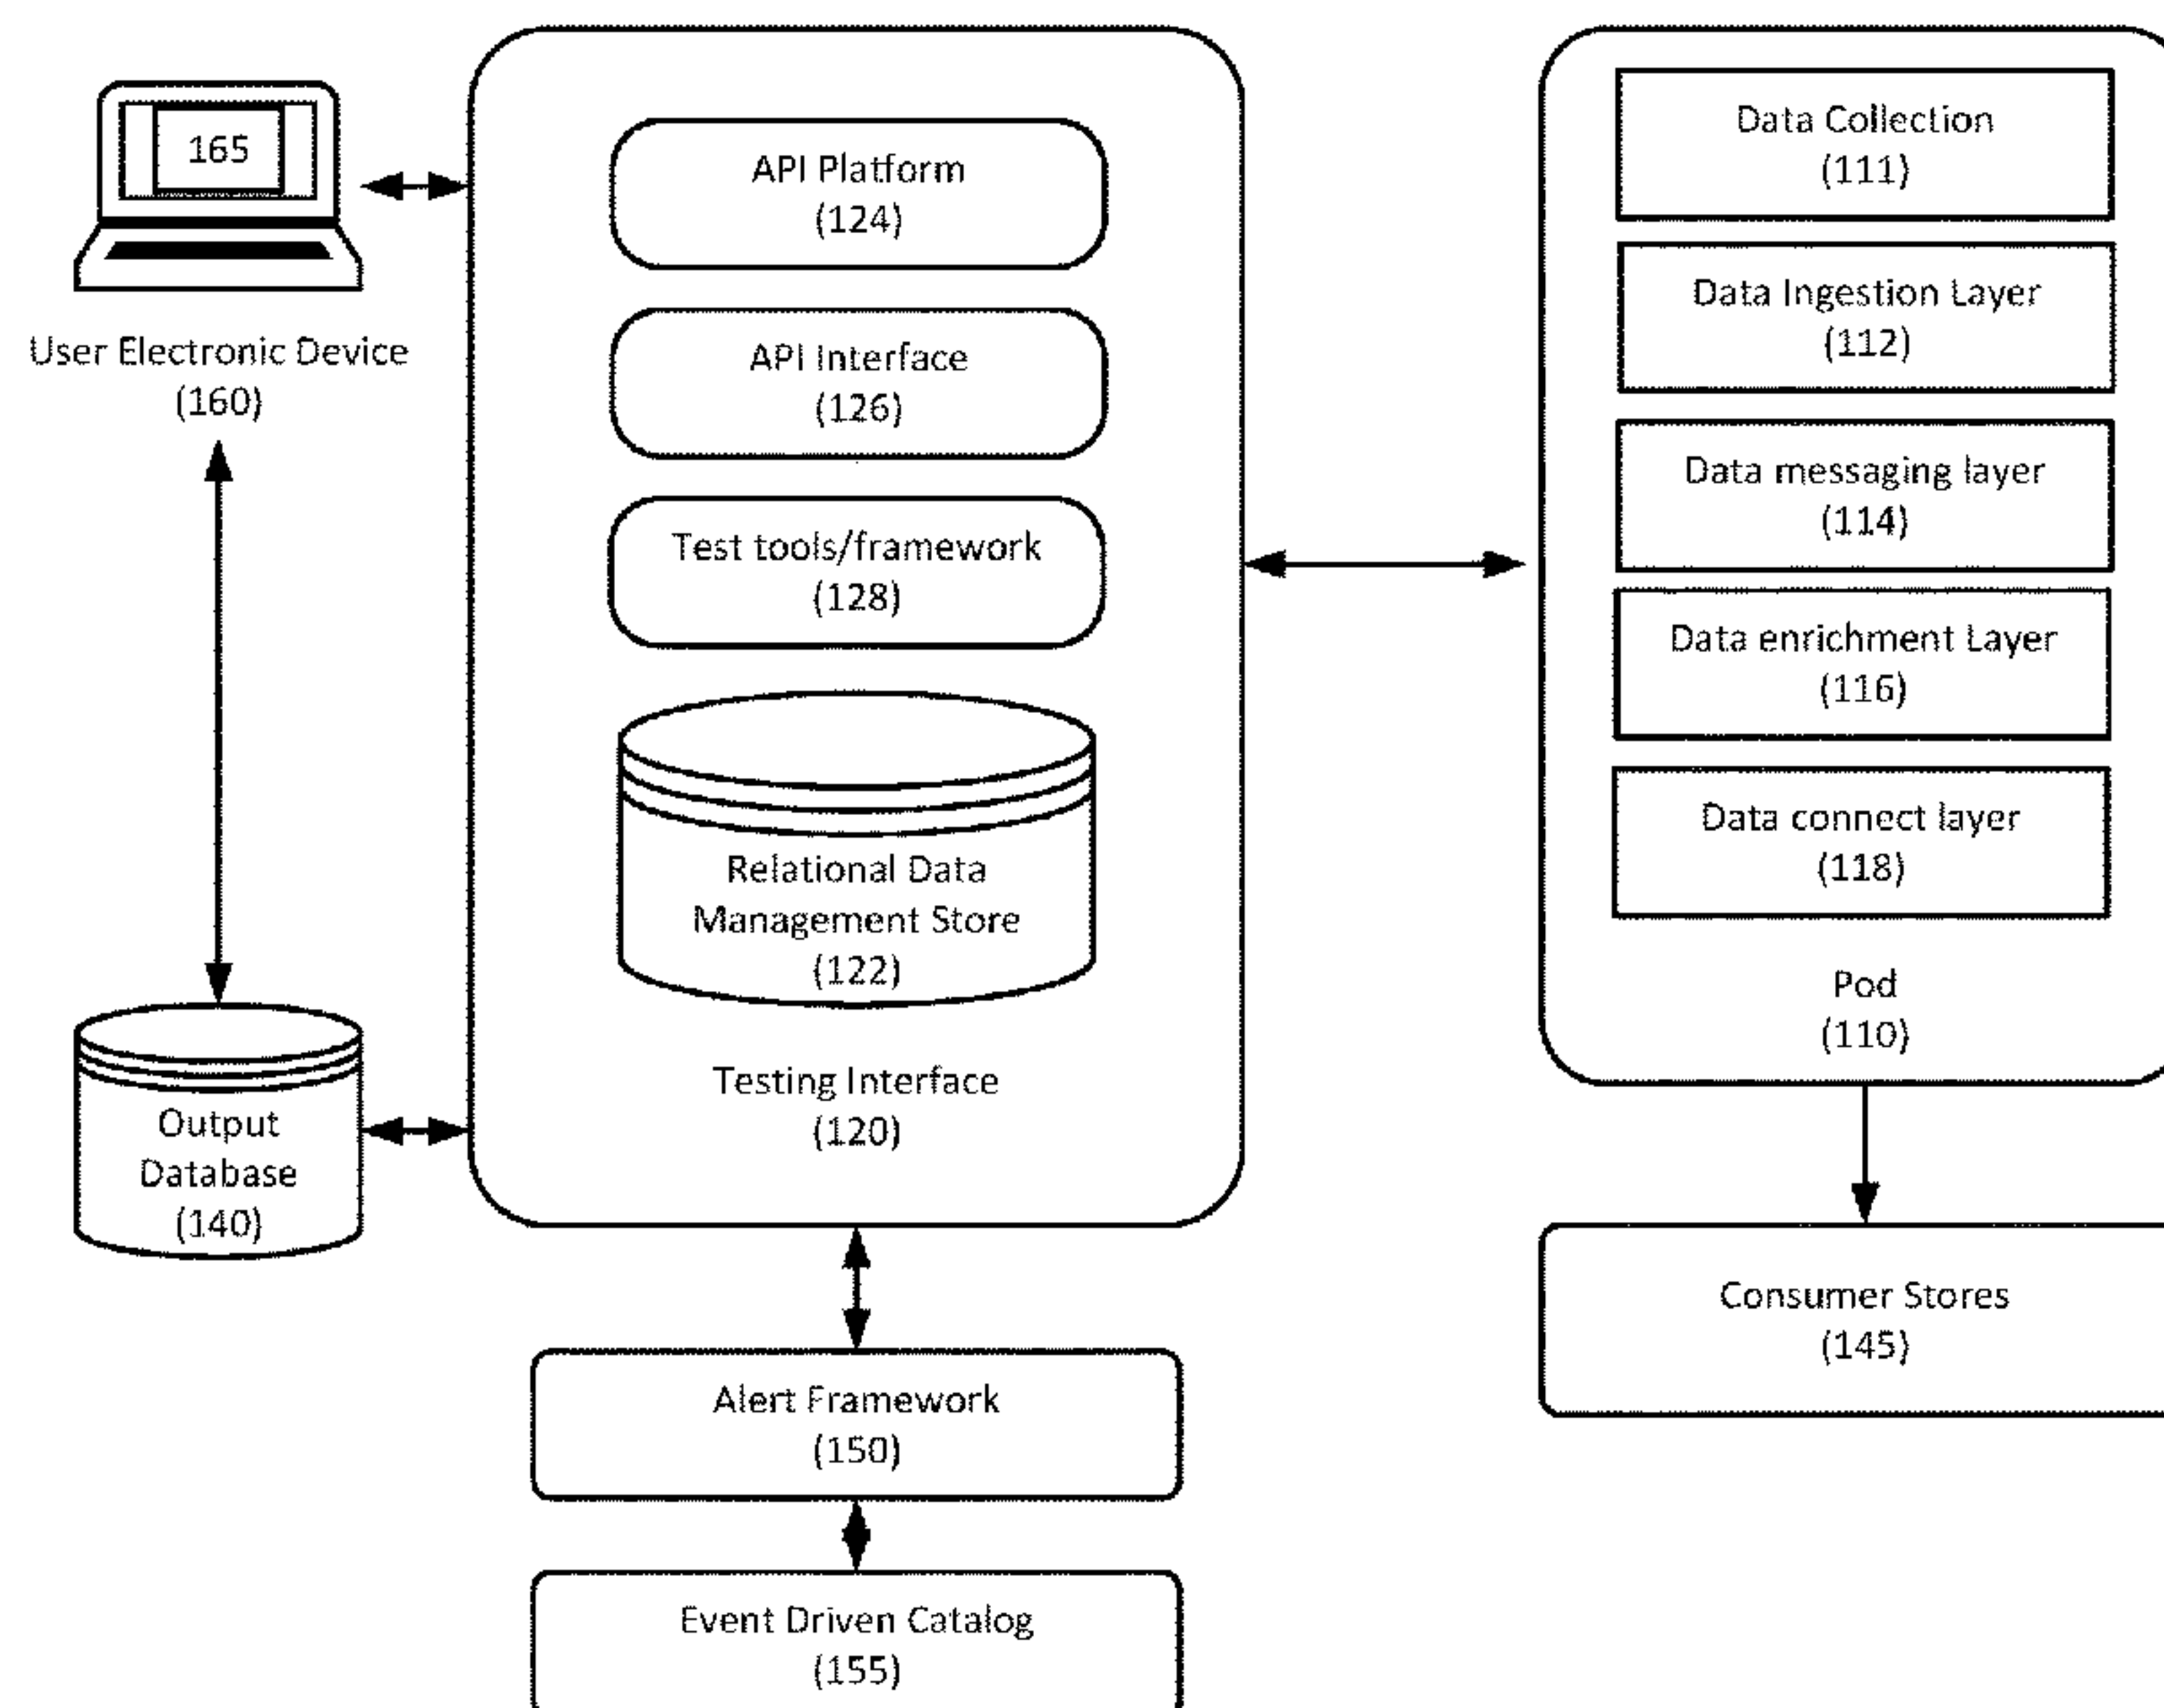 165
User Electronic Device
(160)
Output
Database
(140)
API Platform
(124)
API Interface
(126)
Test tools/framework
(128)
Relational Data
Management Store
(122)
Testing Interface
(120)
Alert Framework
(150)
Event Driven Catalog
(155)
Data Collection
(111)
Data Ingestion Layer
(112)
Data messaging layer
(114)
Data enrichment Layer
(116)
Data connect layer
(118)
Pod
(110)
Consumer Stores
(145)